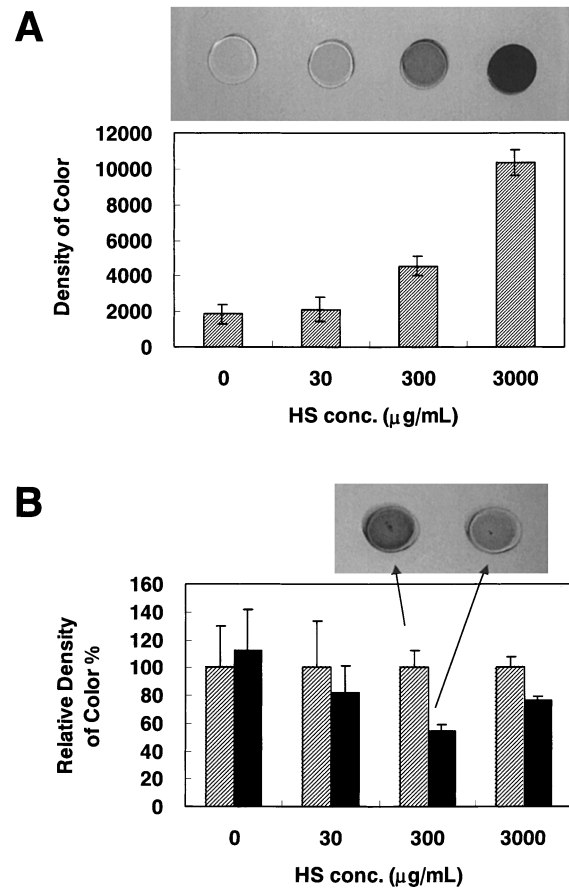 A
Density of Color
12000
10000
8000
6000
4000
2000
0
0 30 300 3000
HS conc. (μg/mL)
B
Relative Density
of Color %
160
140
120
100
80
60
40
20
0
0 30 300 3000
HS conc. (μg/mL)